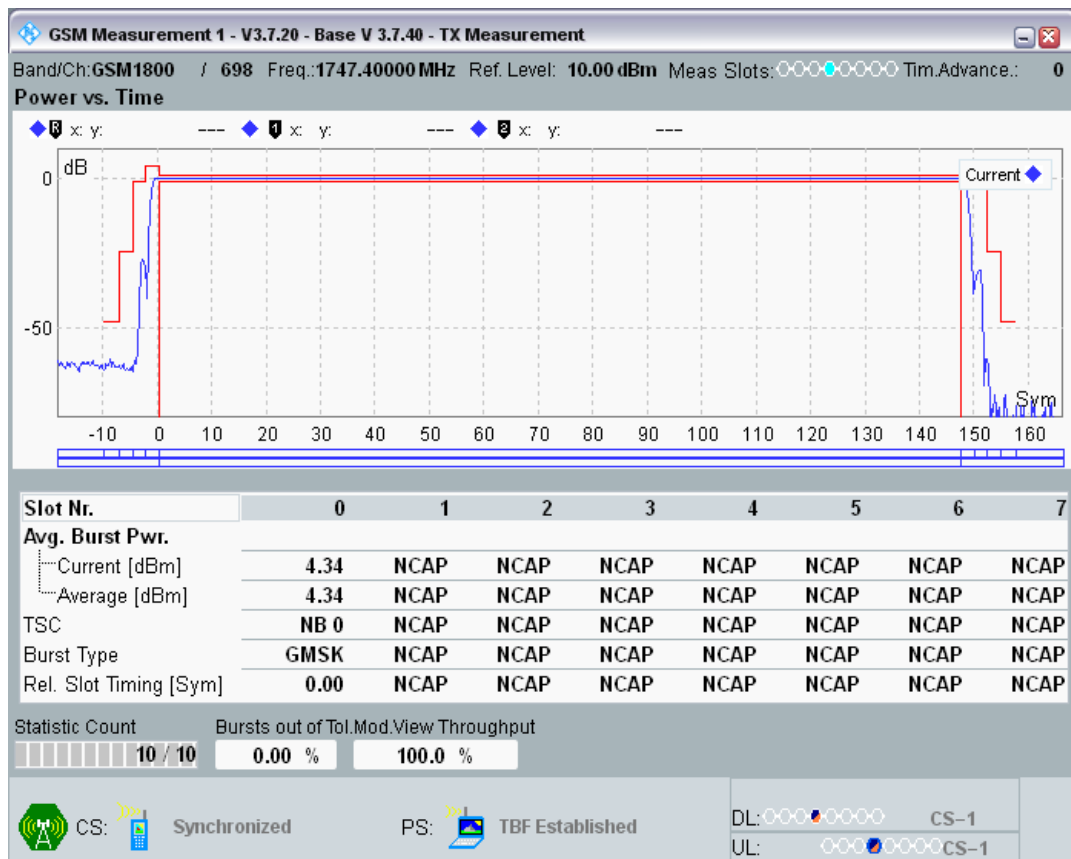 GSM Measurement 1 - V3.7.20 - Base V 3.7.40 - TX Measurement
Band/Ch:GSM1800 / 698 Freq.:1747.40000 MHz Ref. Level: 10.00 dBm Meas Slots: Tim.Advance.: 0
Power vs. Time
R x: y: --- 1 x: y: --- 2 x: y: ---
dB
Current
0
-50
Sym
-10 0 10 20 30 40 50 60 70 80 90 100 110 120 130 140 150 160
Slot Nr. 0 1 2 3 4 5 6 7
Avg. Burst Pwr.
Current [dBm] 4.34 NCAP NCAP NCAP NCAP NCAP NCAP NCAP
Average [dBm] 4.34 NCAP NCAP NCAP NCAP NCAP NCAP NCAP
TSC NB 0 NCAP NCAP NCAP NCAP NCAP NCAP NCAP
Burst Type GMSK NCAP NCAP NCAP NCAP NCAP NCAP NCAP
Rel. Slot Timing [Sym] 0.00 NCAP NCAP NCAP NCAP NCAP NCAP NCAP
Statistic Count Bursts out of Tol.Mod.View Throughput
10 / 10 0.00 % 100.0 %
CS: Synchronized PS: TBF Established
DL: CS-1
UL: CS-1